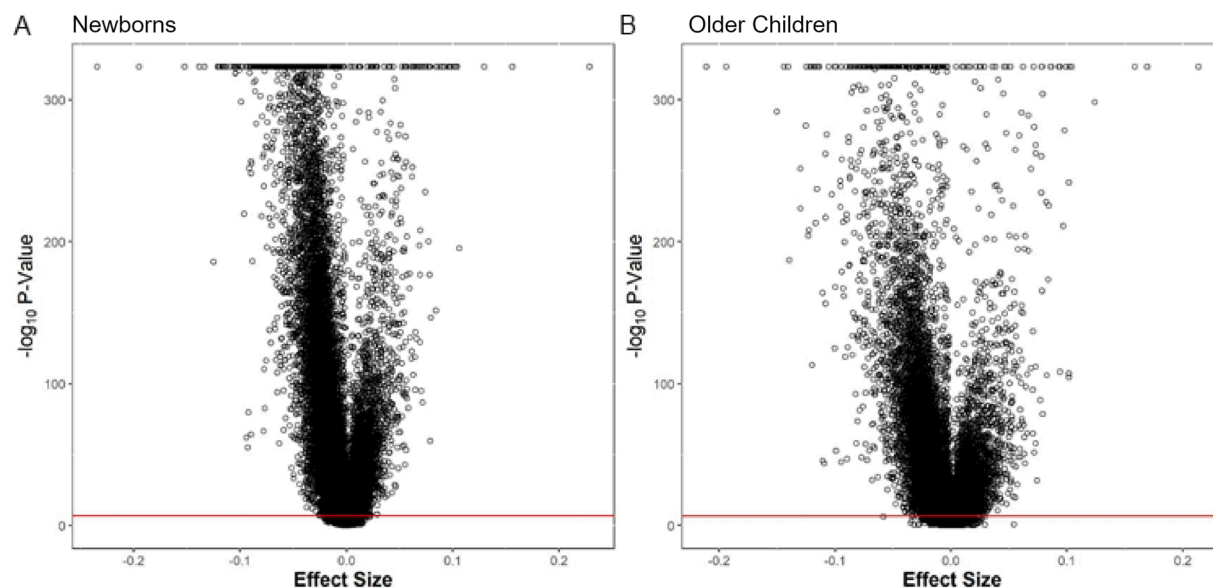 A Newborns
300
200
100
0
-log10 P-Value
-0.2 -0.1 0.0 0.1 0.2
Effect Size
B Older Children
300
200
100
0
-log10 P-Value
-0.2 -0.1 0.0 0.1 0.2
Effect Size